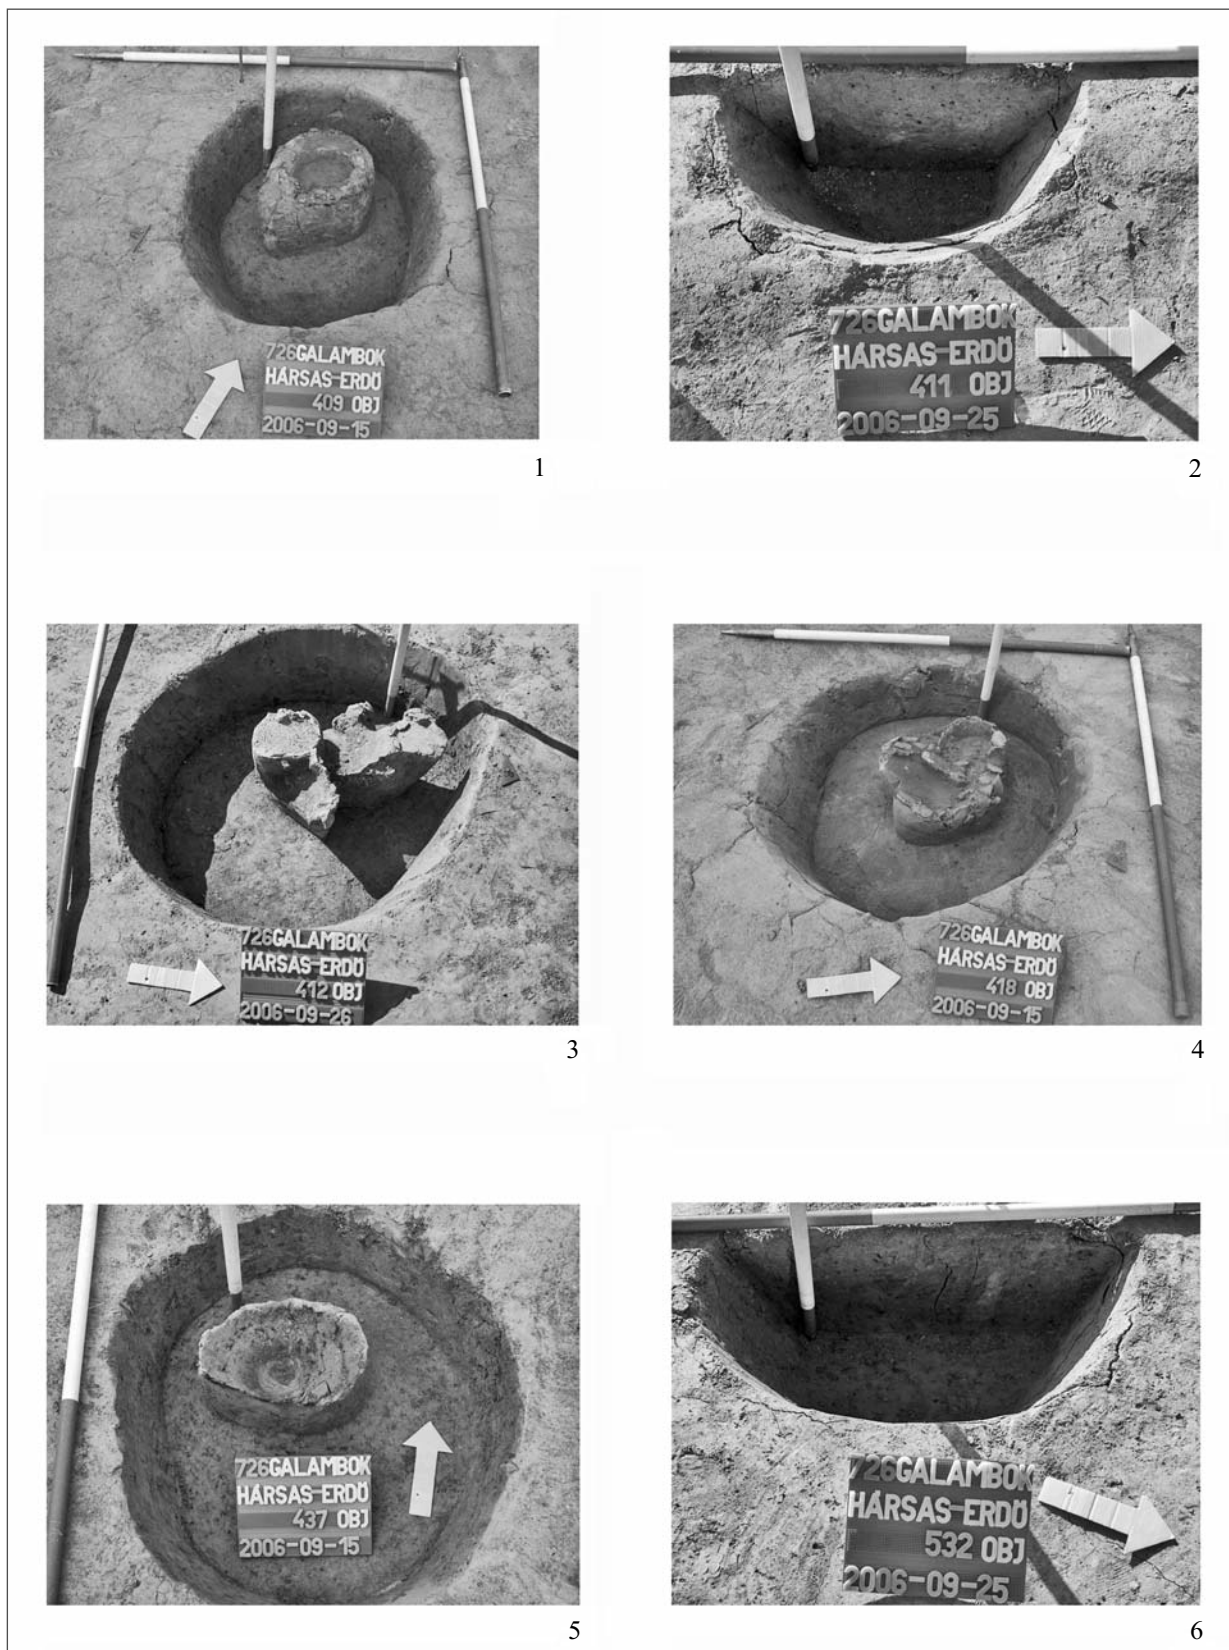 726GALAMBOK
HÁRSAS ERDŐ
409 OBJ
2006-09-15
1
726GALAMBOK
HÁRSAS ERDŐ
411 OBJ
2006-09-25
2
726GALAMBOK
HÁRSAS ERDŐ
412 OBJ
2006-09-26
3
726GALAMBOK
HÁRSAS ERDŐ
418 OBJ
2006-09-15
4
726GALAMBOK
HÁRSAS ERDŐ
437 OBJ
2006-09-15
5
726GALAMBOK
HÁRSAS ERDŐ
532 OBJ
2006-09-25
6